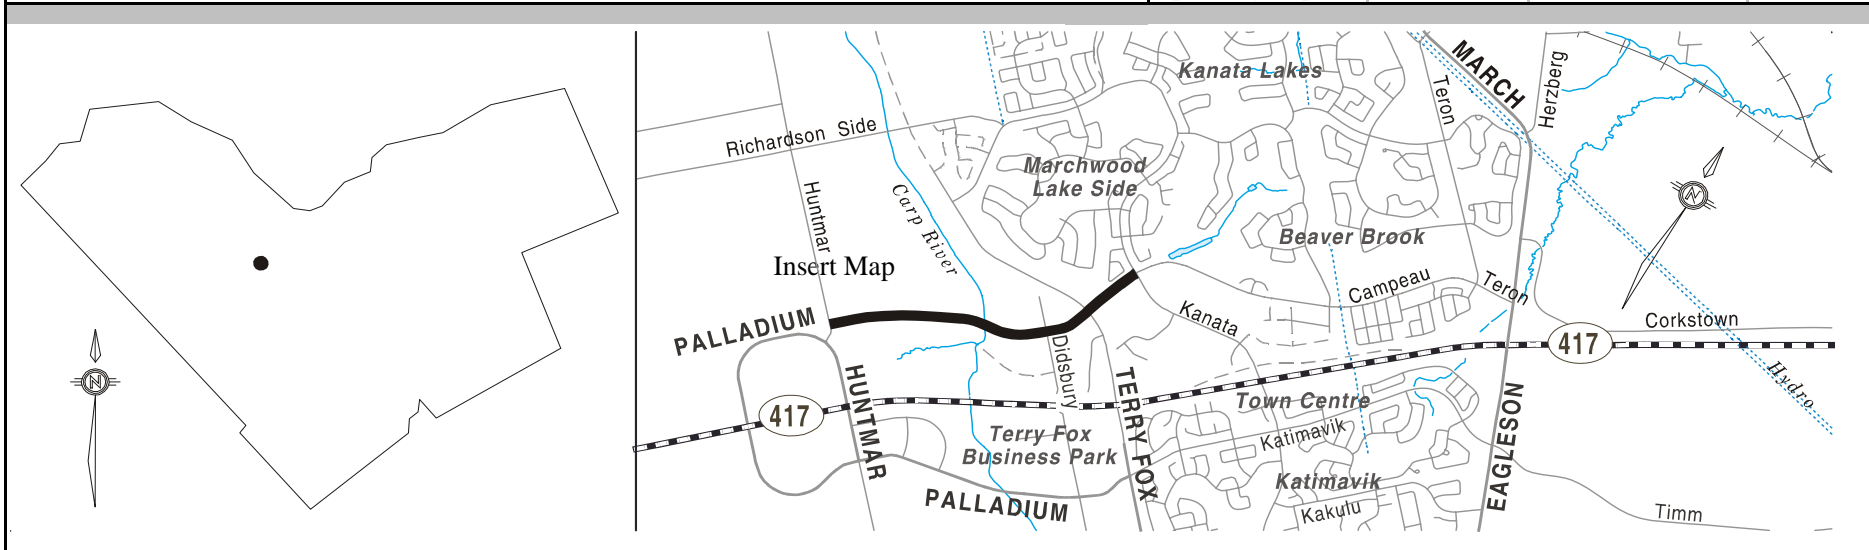 Kanata Lakes
MARCH
Herzberg
Teron
Richardson Side
Marchwood
Lake Side
Huntmar
Carp River
Insert Map
Beaver Brook
Campeau
Teron
Kanata
PALLADIUM
Corkstown
417
Didsbury
Hydro
HUNTMAR
TERRY FOX
EAGLESON
417
Town Centre
Katimavik
Terry Fox
Business Park
Katimavik
PALLADIUM
Kakulu
Timm
N
N